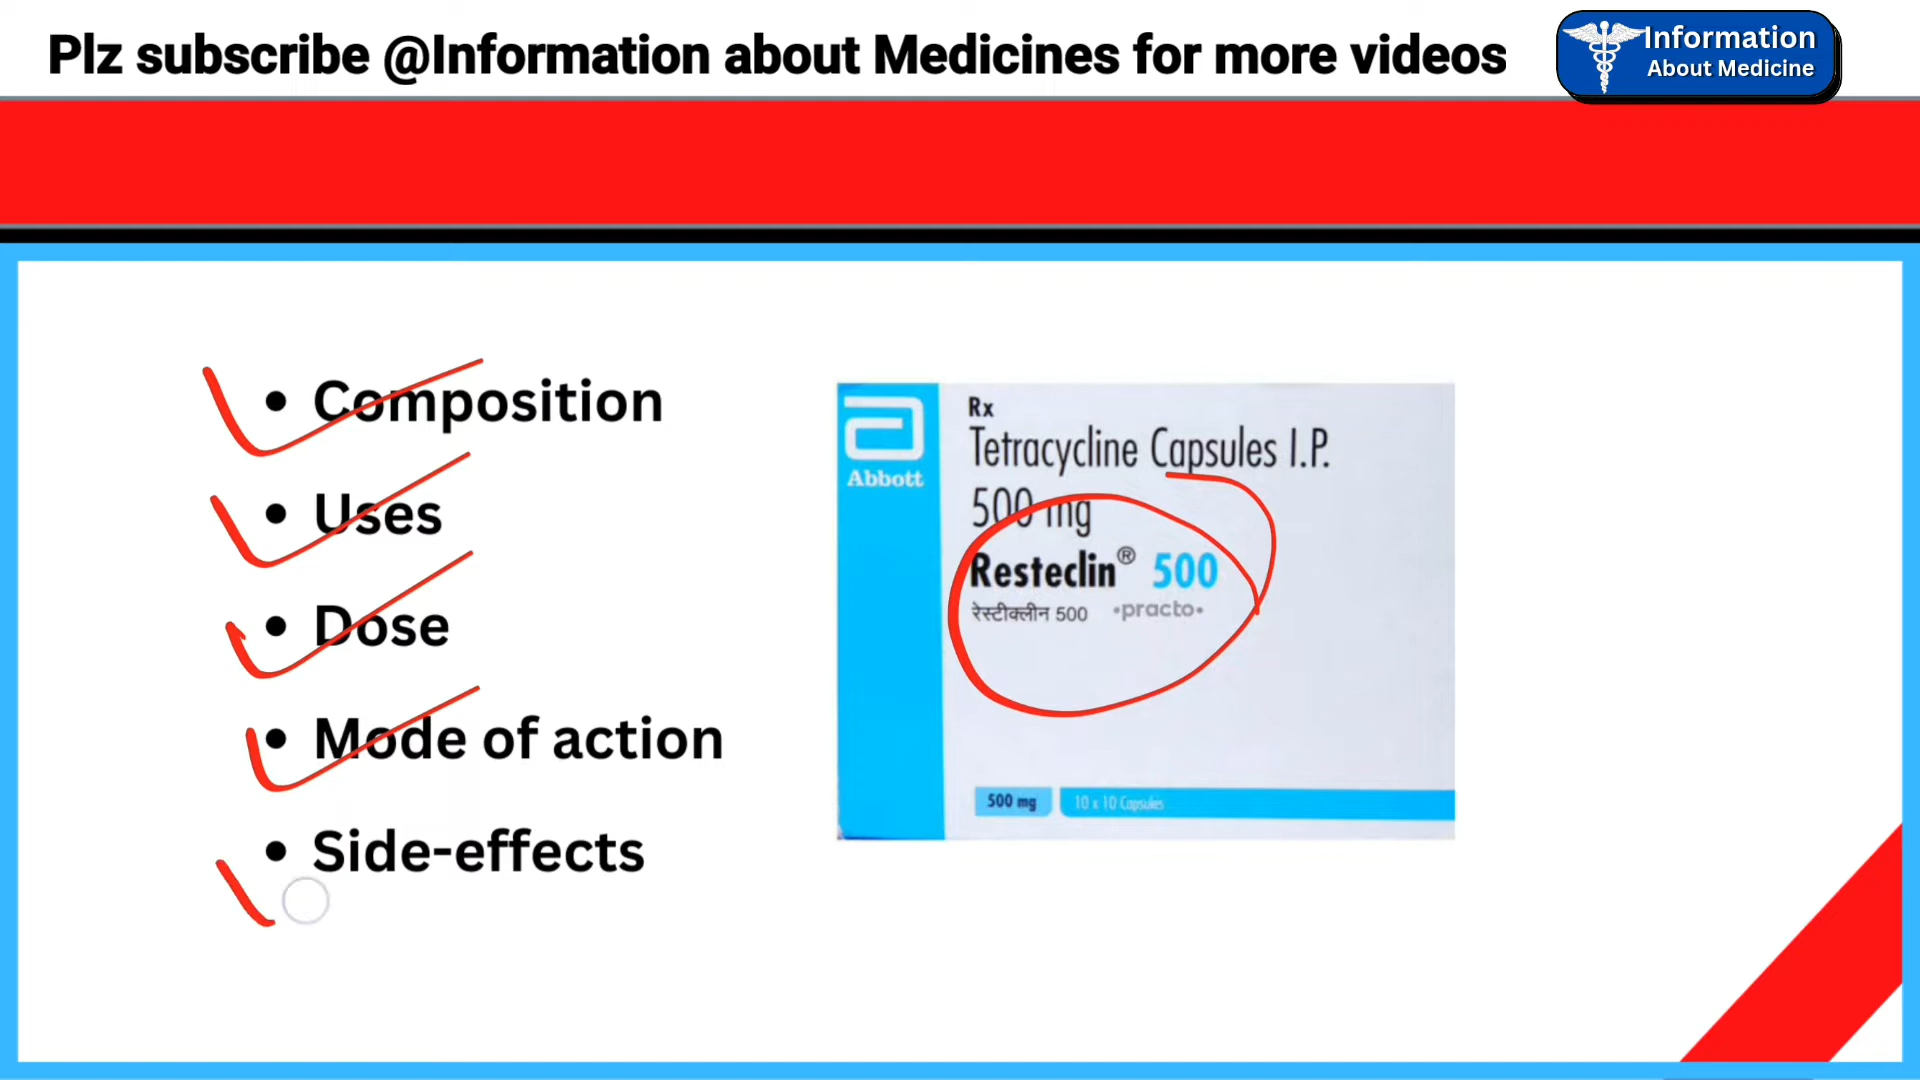 Plz subscribe @Information about Medicines for more videos
Information
About Medicine
• Composition
• Uses
• Dose
• Mode of action
• Side-effects
Abbott
Rx
Tetracycline Capsules I.P.
500 mg
Resteclin® 500
रेस्टीक्लीन 500 •practo•
500 mg 10 x 10 Capsules